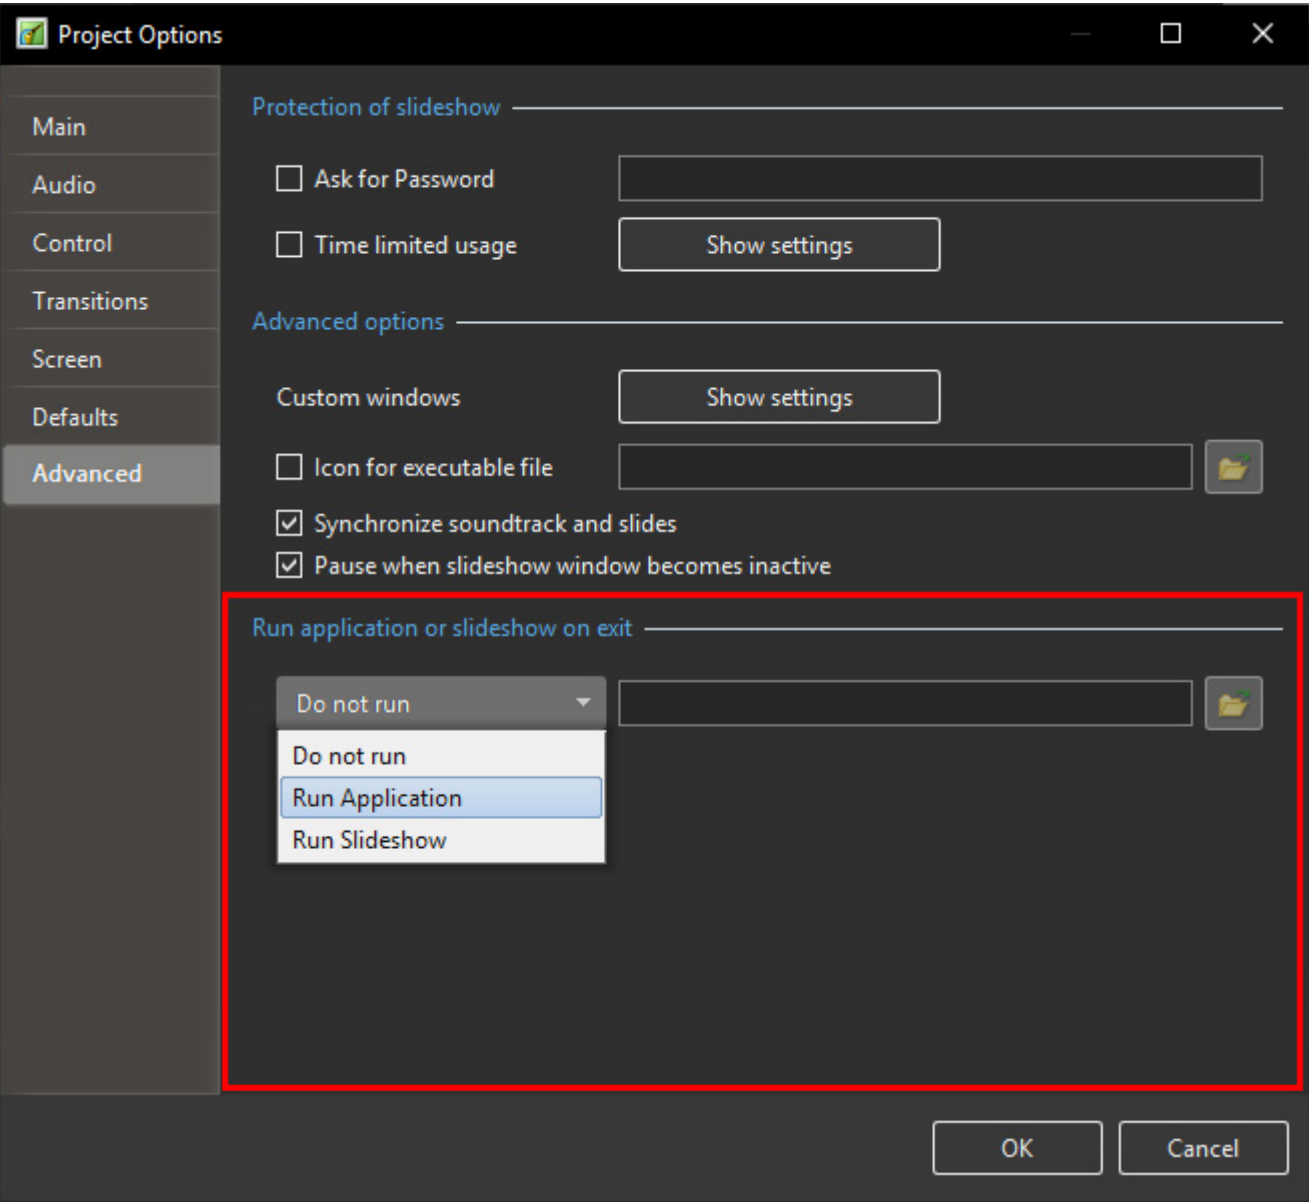 Project Options
Main
Audio
Control
Transitions
Screen
Defaults
Advanced
Protection of slideshow
Ask for Password
Time limited usage Show settings
Advanced options
Custom windows Show settings
Icon for executable file
Synchronize soundtrack and slides
Pause when slideshow window becomes inactive
Run application or slideshow on exit
Do not run
Do not run
Run Application
Run Slideshow
OK Cancel